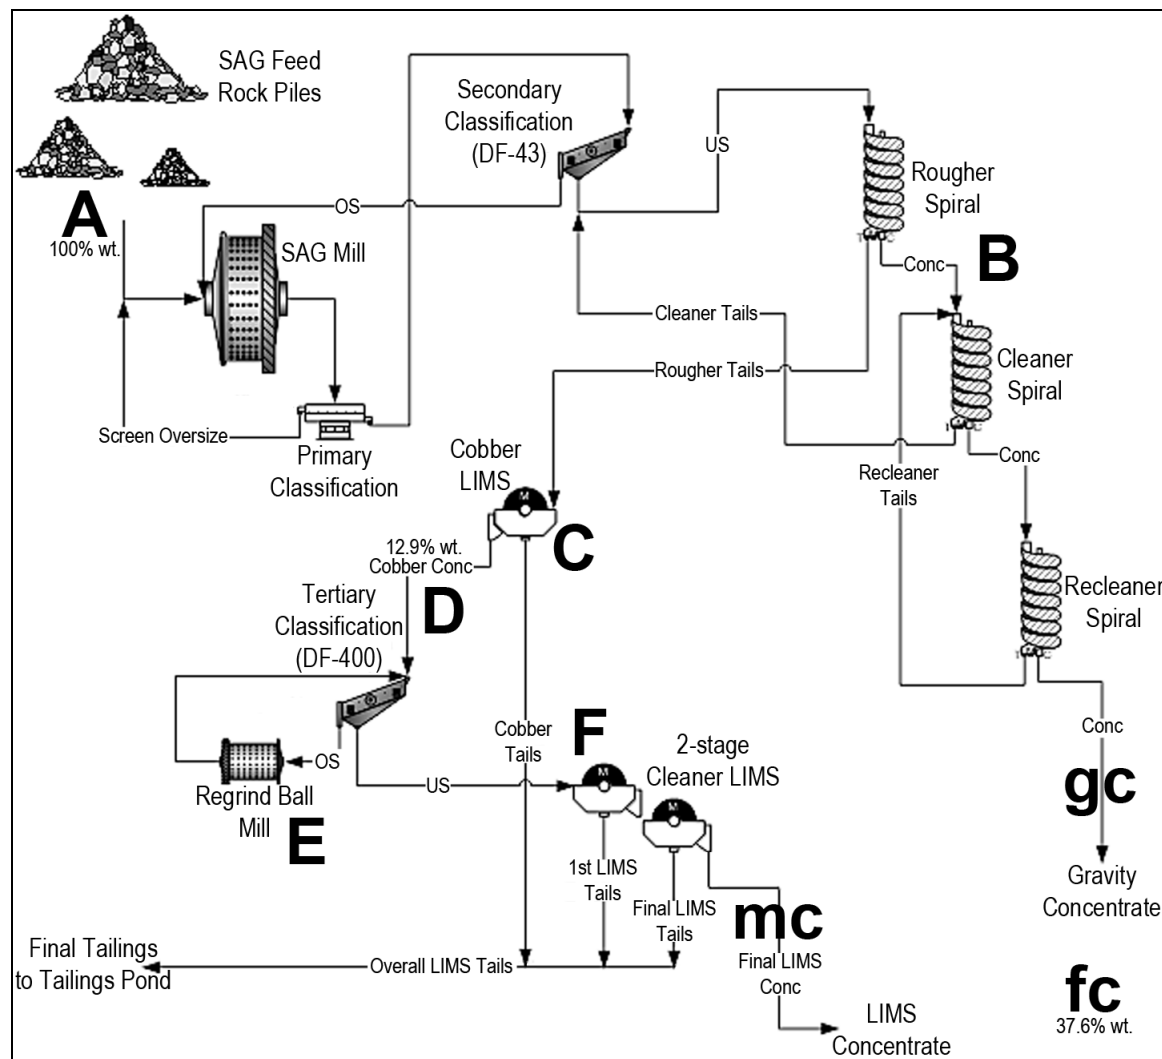 SAG Feed
Rock Piles
Secondary
Classification
(DF-43)
US
Rougher
Spiral
A
100% wt.
OS
SAG Mill
T C
Conc
B
Cleaner Tails
Rougher Tails
Cleaner
Spiral
Screen Oversize
Primary
Classification
Cobber
LIMS
T C
Conc
Recleaner
Tails
M
C
12.9% wt.
Cobber Conc
D
Tertiary
Classification
(DF-400)
Recleaner
Spiral
T C
Cobber
Tails
F
2-stage
Cleaner LIMS
Conc
OS
M
US
M
gc
Regrind Ball
Mill
E
1st LIMS
Tails
Final LIMS
Tails
mc
Gravity
Concentrate
Final Tailings
to Tailings Pond
Overall LIMS Tails
Final LIMS
Conc
fc
37.6% wt.
LIMS
Concentrate